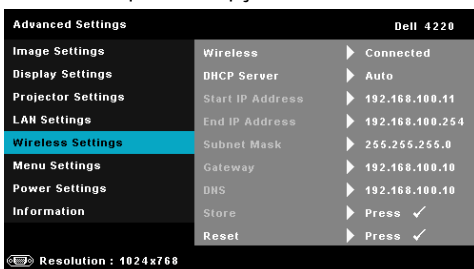 Advanced Settings Dell 4220
Image Settings Wireless Connected
Display Settings DHCP Server Auto
Projector Settings Start IP Address 192.168.100.11
LAN Settings End IP Address 192.168.100.254
Wireless Settings Subnet Mask 255.255.255.0
Menu Settings Gateway 192.168.100.10
Power Settings DNS 192.168.100.10
Information Store Press ✓
Reset Press ✓
Resolution : 1024x768